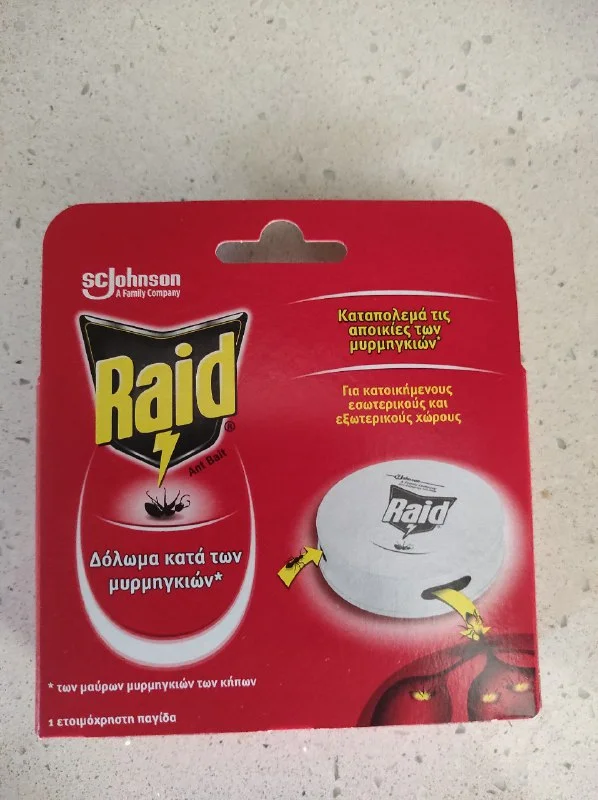 SCJohnson
A Family Company
Raid®
Ant Bait
Δόλωμα κατά των
μυρμηγκιών*
Καταπολεμά τις
αποικίες των
μυρμηγκιών*
Για κατοικήμενους
εσωτερικούς και
εξωτερικούς χώρους
SCJohnson
Raid
* των μαύρων μυρμηγκιών των κήπων
1 ετοιμόχρηστη παγίδα